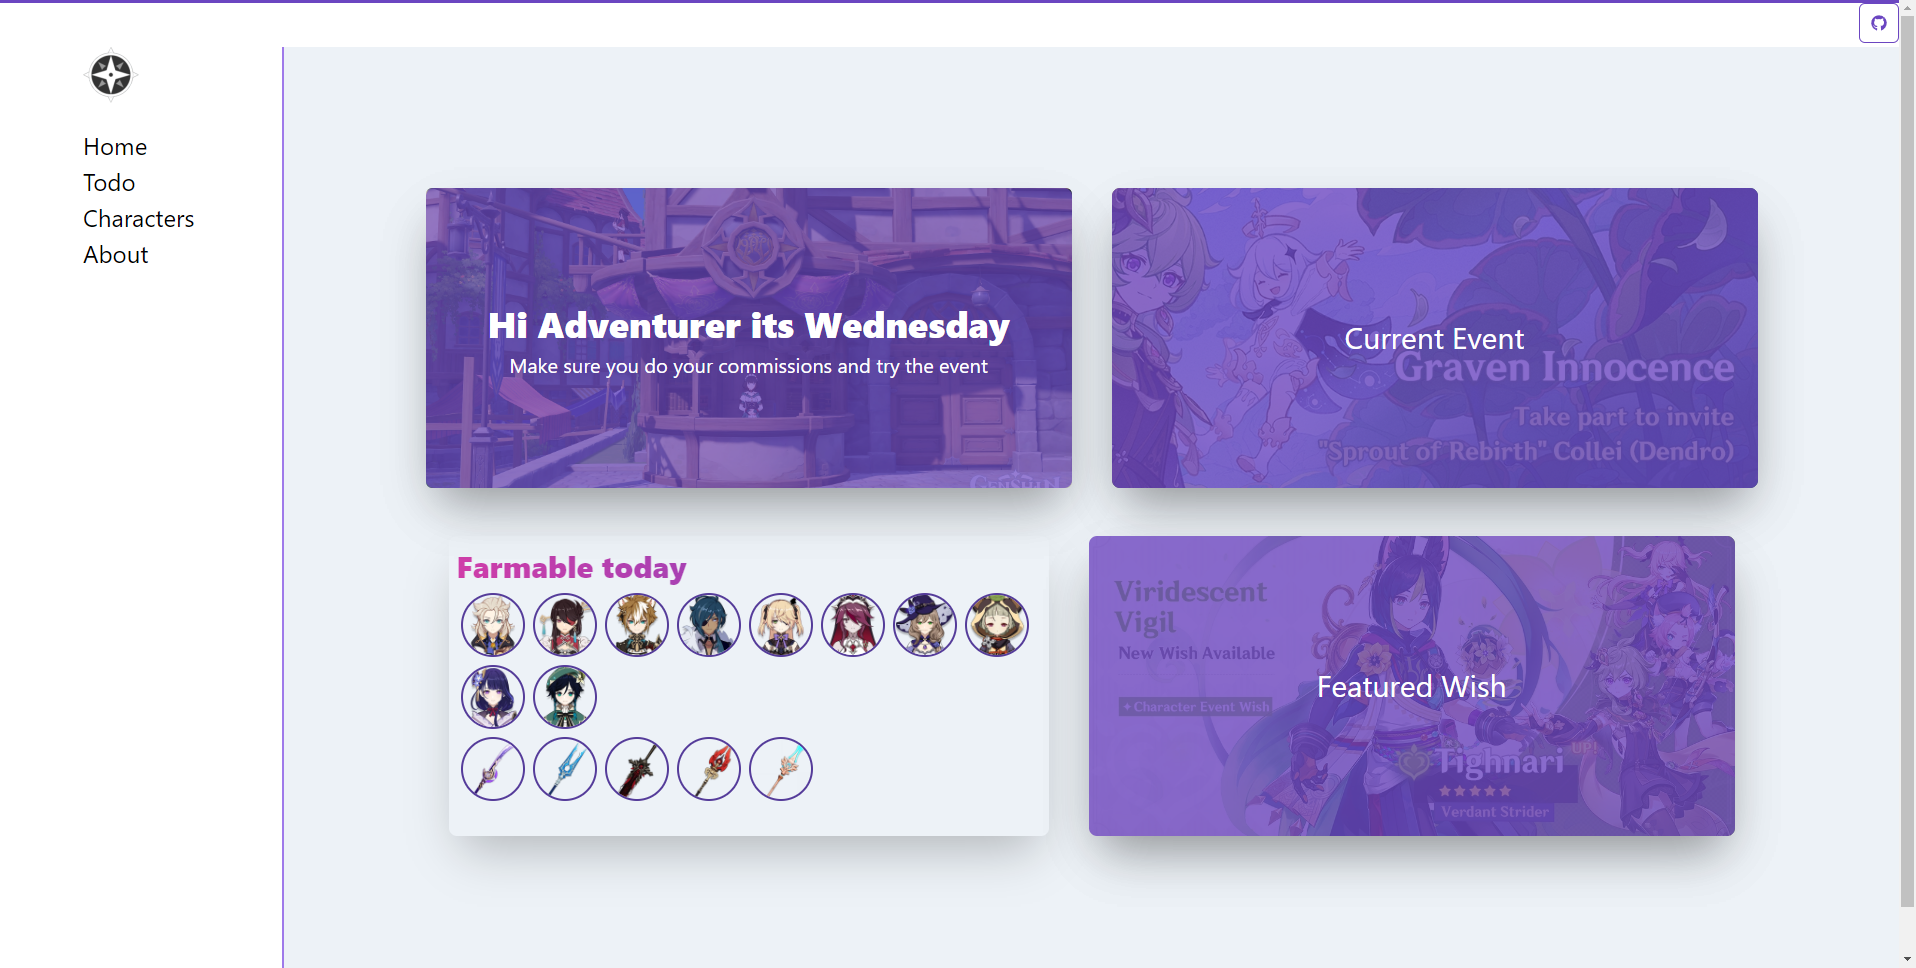 Home
Todo
Characters
About
Hi Adventurer its Wednesday
Make sure you do your commissions and try the event
GENSHIN
Current Event
Graven Innocence
Take part to invite
"Sprout of Rebirth" Collei (Dendro)
Farmable today
Viridescent
Vigil
New Wish Available
Character Event Wish
Featured Wish
UP!
Tighnari
Verdant Strider